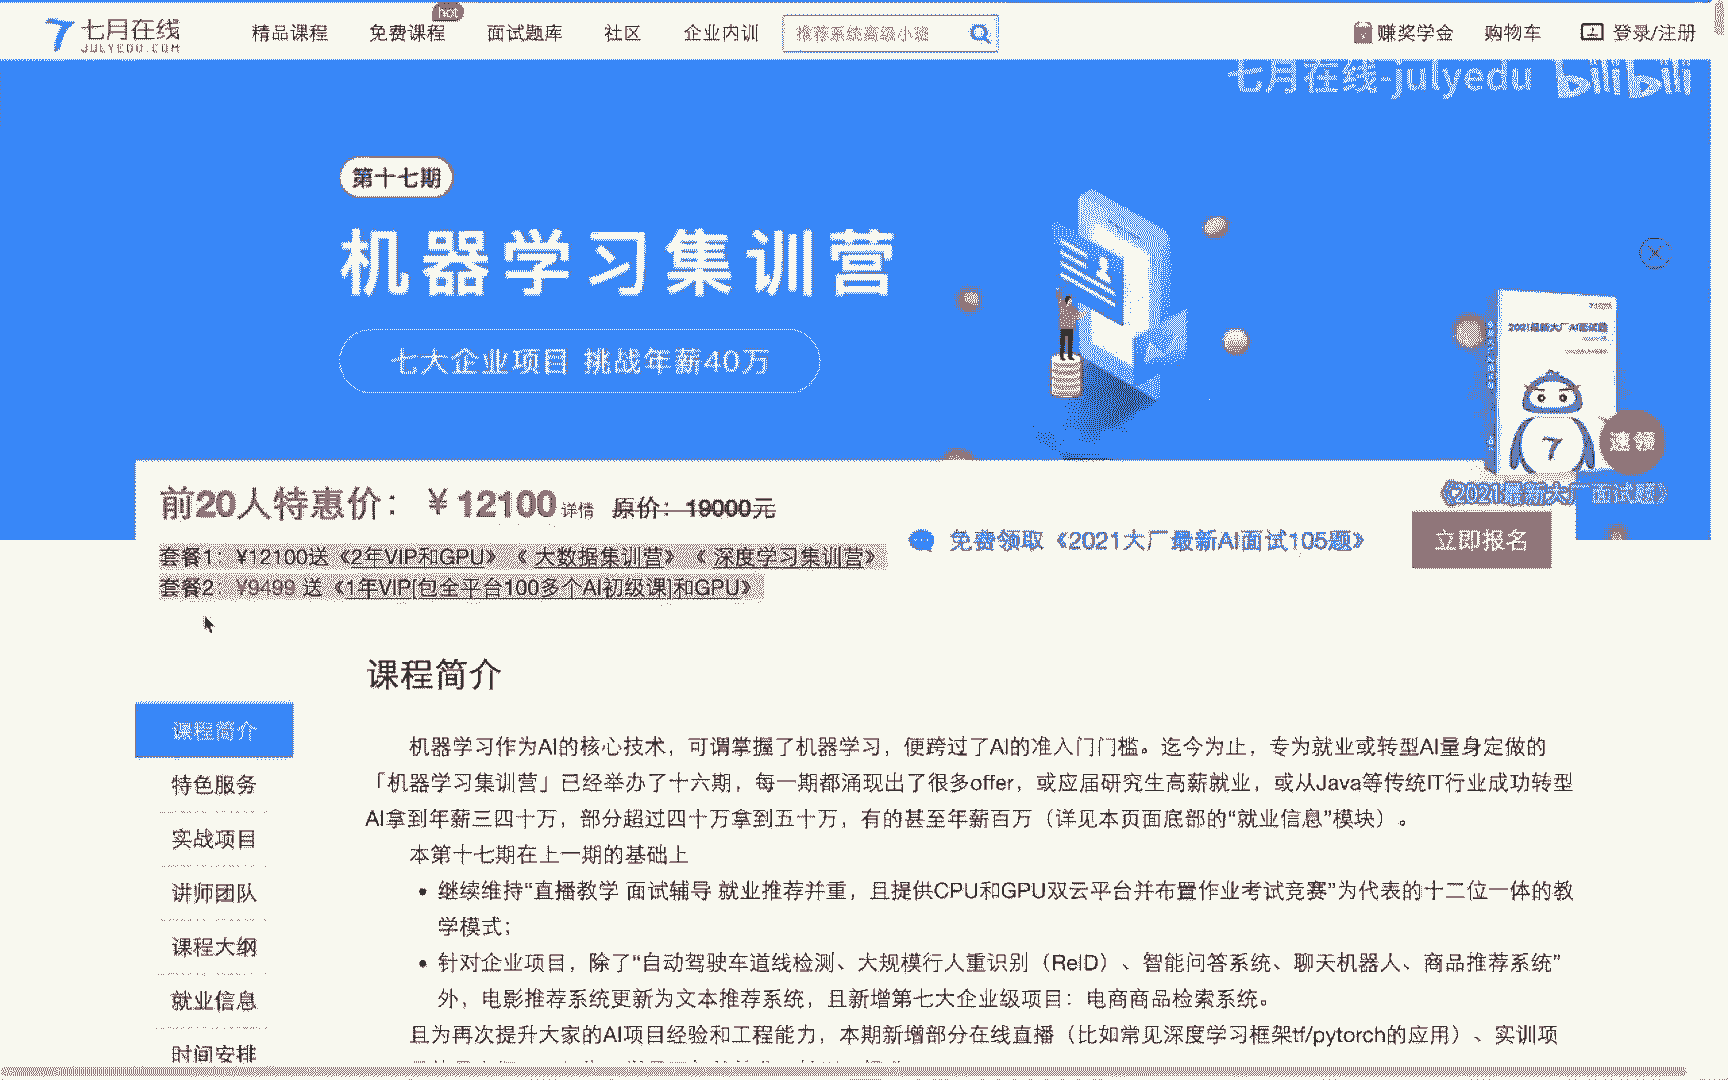 七月在线
JULYEDU.COM
精品课程
免费课程
hot
面试题库
社区
企业内训
推荐系统高级小班
赚奖学金
购物车
登录/注册
七月在线-julyedu bilibili
第十七期
机器学习集训营
七大企业项目 挑战年薪40万
2021最新大厂AI面试题
7
速领
前20人特惠价：¥12100 详情 原价：19000元
套餐1：¥12100送《2年VIP和GPU》《大数据集训营》《深度学习集训营》
套餐2：¥9499 送《1年VIP[包全平台100多个AI初级课]和GPU》
免费领取《2021大厂最新AI面试105题》
立即报名
课程简介
特色服务
实战项目
讲师团队
课程大纲
就业信息
时间安排
课程简介
机器学习作为AI的核心技术，可谓掌握了机器学习，便跨过了AI的准入门门槛。迄今为止，专为就业或转型AI量身定做的
「机器学习集训营」已经举办了十六期，每一期都涌现出了很多offer，或应届研究生高薪就业，或从Java等传统IT行业成功转型
AI拿到年薪三四十万，部分超过四十万拿到五十万，有的甚至年薪百万（详见本页面底部的“就业信息”模块）。
本第十七期在上一期的基础上
• 继续维持“直播教学 面试辅导 就业推荐并重，且提供CPU和GPU双云平台并布置作业考试竞赛”为代表的十二位一体的教
学模式；
• 针对企业项目，除了“自动驾驶车道线检测、大规模行人重识别（ReID）、智能问答系统、聊天机器人、商品推荐系统”
外，电影推荐系统更新为文本推荐系统，且新增第七大企业级项目：电商商品检索系统。
且为再次提升大家的AI项目经验和工程能力，本期新增部分在线直播（比如常见深度学习框架tf/pytorch的应用）、实训项